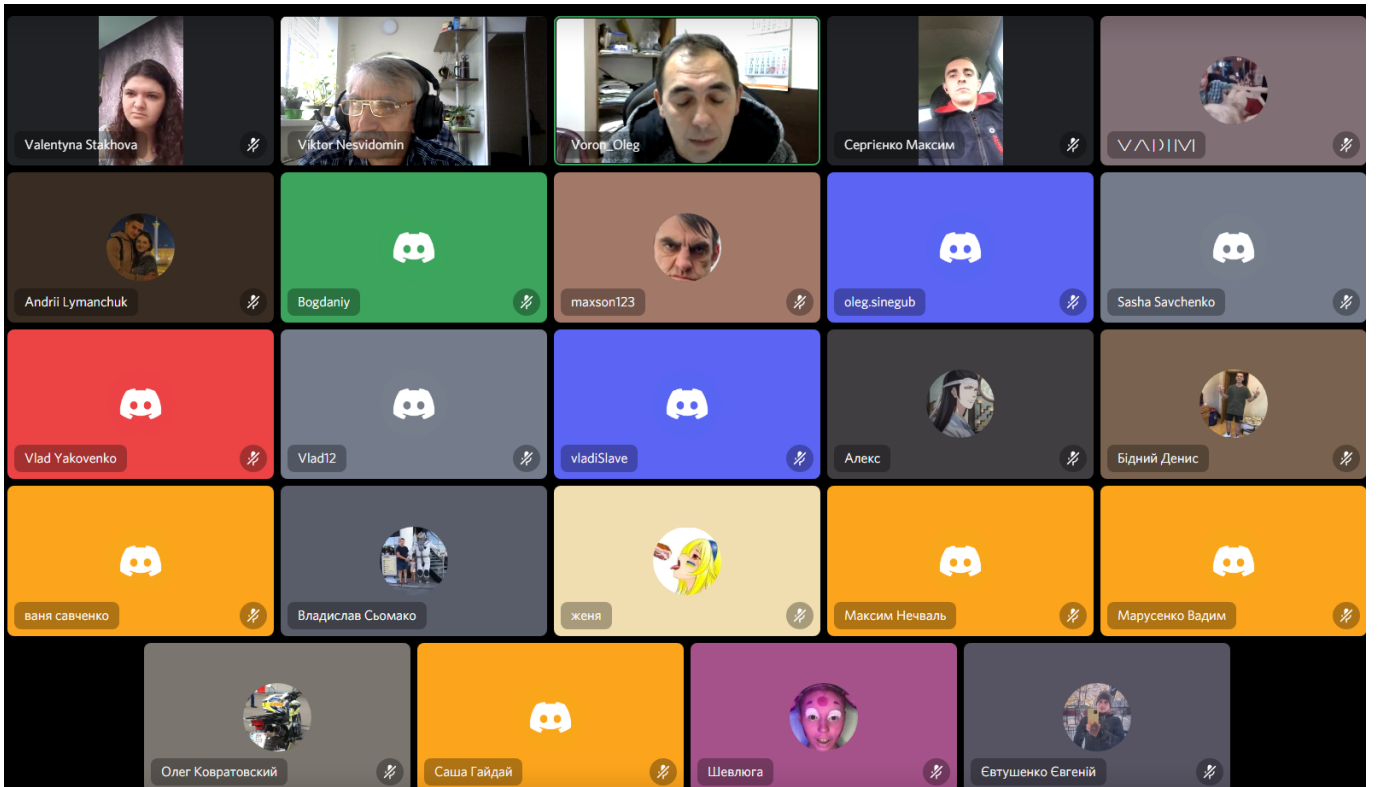 Valentyna Stakhova
Viktor Nesvidomin
Voron_Oleg
Сергієнко Максим
VADIM
Andrii Lymanchuk
Bogdaniy
maxson123
oleg.sinegub
Sasha Savchenko
Vlad Yakovenko
Vlad12
vladiSlave
Алекс
Бідний Денис
ваня савченко
Владислав Сьомако
женя
Максим Нечваль
Марусенко Вадим
Олег Ковратовский
Саша Гайдай
Шевлюга
Євтушенко Євгеній